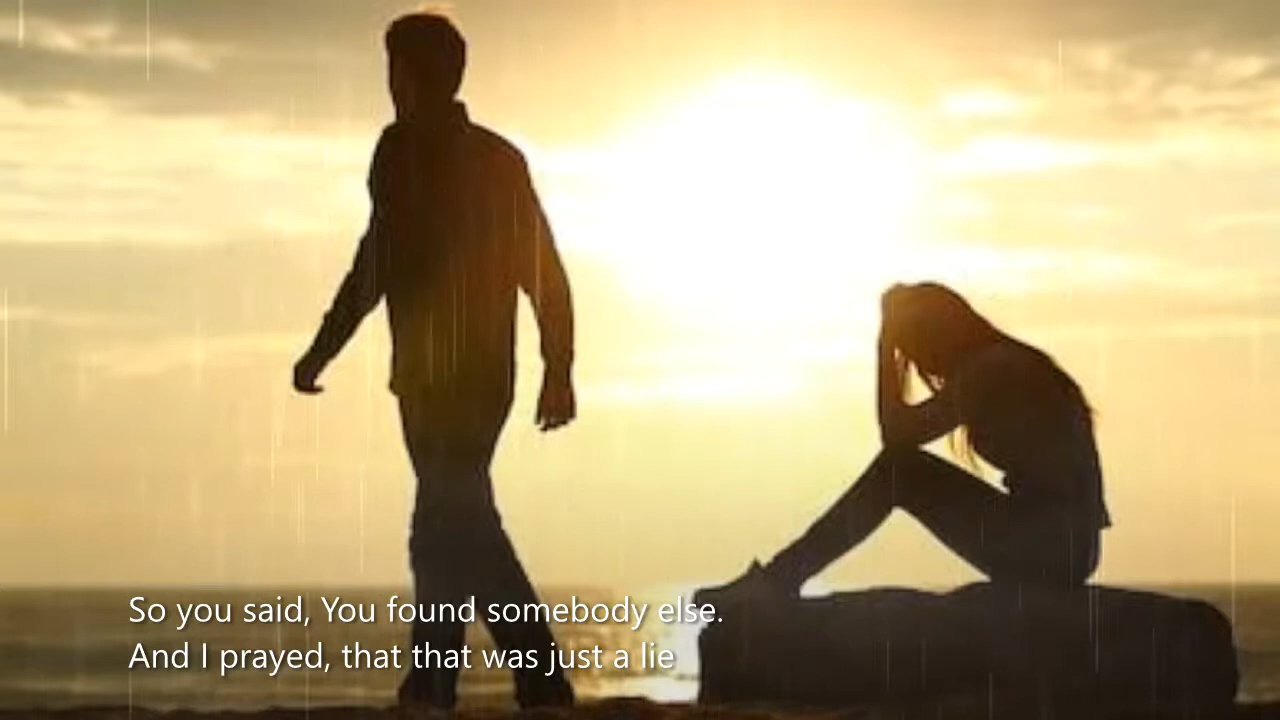 So you said, You found somebody else.
And I prayed, that that was just a lie